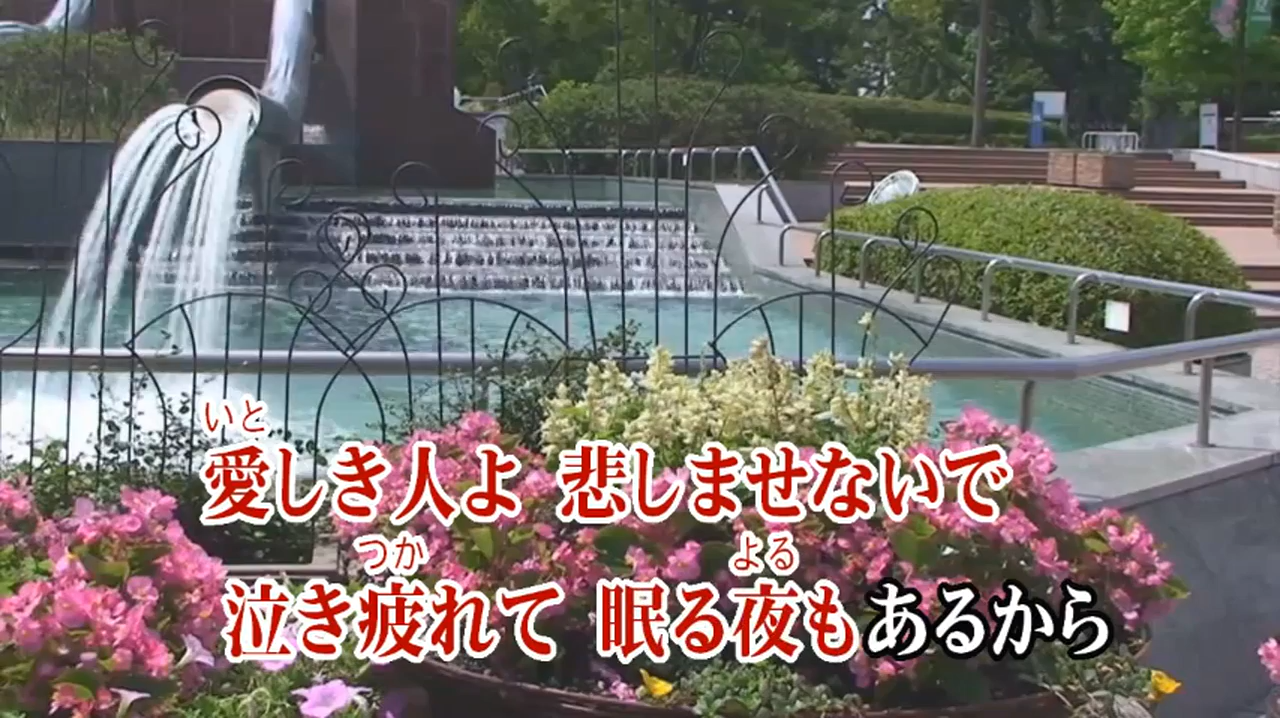 いと
愛しき人よ 悲しませないで
つか よる
泣き疲れて 眠る夜もあるから